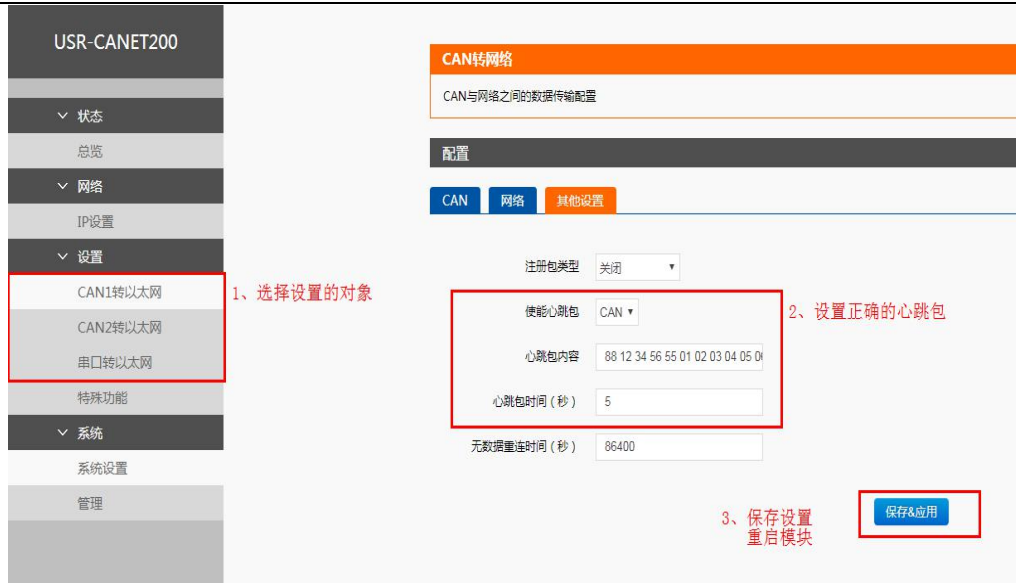 USR-CANET200
状态
总览
网络
IP设置
设置
CAN1转以太网
CAN2转以太网
串口转以太网
特殊功能
系统
系统设置
管理
1、选择设置的对象
CAN转网络
CAN与网络之间的数据传输配置
配置
CAN 网络 其他设置
注册包类型 关闭
使能心跳包 CAN
心跳包内容 88 12 34 56 55 01 02 03 04 05
心跳包时间（秒） 5
无数据重连时间（秒） 86400
2、设置正确的心跳包
3、保存设置
重启模块
保存&应用